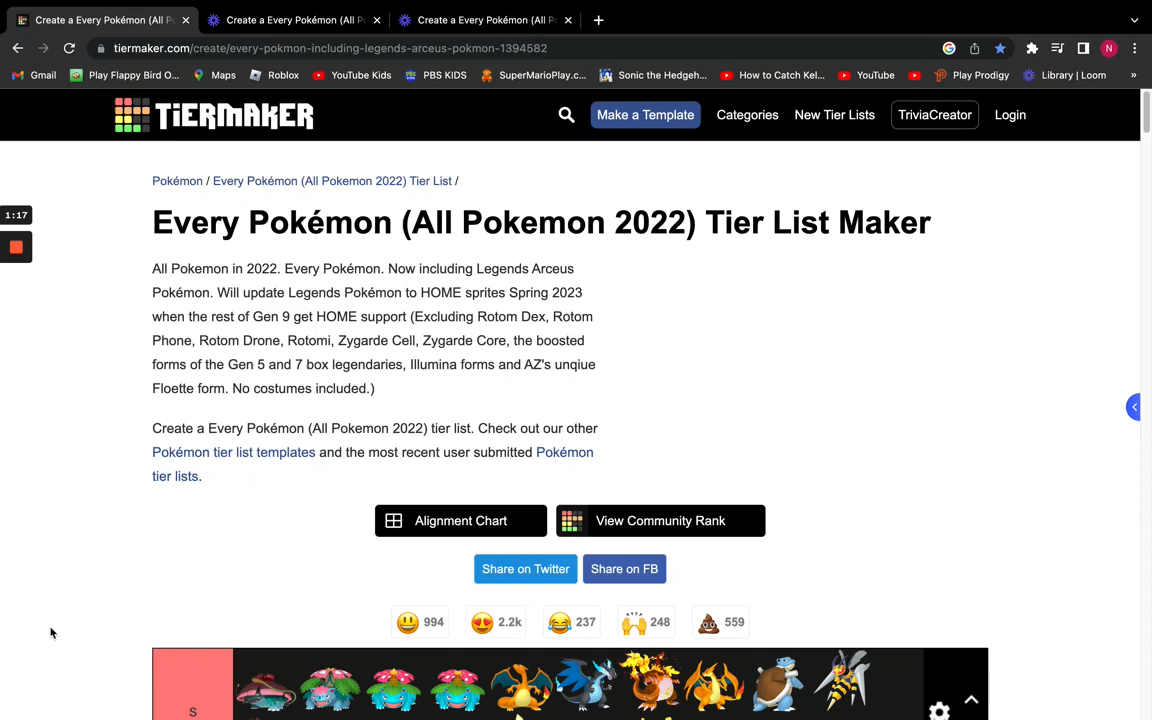 Create a Every Pokémon (All P
Create a Every Pokémon (All Po
Create a Every Pokémon (All Po
tiermaker.com/create/every-pokmon-including-legends-arceus-pokmon-1394582
N
Gmail
Play Flappy Bird O...
Maps
Roblox
YouTube Kids
PBS KIDS
SuperMarioPlay.c...
Sonic the Hedgeh...
How to Catch Kel...
YouTube
Play Prodigy
Library | Loom
»
TiERMAKER
Make a Template
Categories
New Tier Lists
TriviaCreator
Login
1:17
Pokémon / Every Pokémon (All Pokemon 2022) Tier List /
Every Pokémon (All Pokemon 2022) Tier List Maker
All Pokemon in 2022. Every Pokémon. Now including Legends Arceus
Pokémon. Will update Legends Pokémon to HOME sprites Spring 2023
when the rest of Gen 9 get HOME support (Excluding Rotom Dex, Rotom
Phone, Rotom Drone, Rotomi, Zygarde Cell, Zygarde Core, the boosted
forms of the Gen 5 and 7 box legendaries, Illumina forms and AZ's unqiue
Floette form. No costumes included.)
Create a Every Pokémon (All Pokemon 2022) tier list. Check out our other
Pokémon tier list templates and the most recent user submitted Pokémon
tier lists.
Alignment Chart
View Community Rank
Share on Twitter
Share on FB
994
2.2k
237
248
559
S